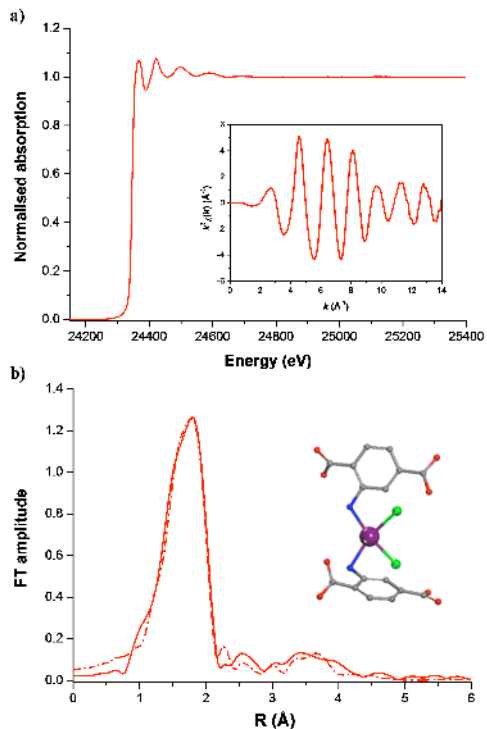 a)
1.2
1.0
0.8
0.6
0.4
0.2
0.0
Normalised absorption
24200 24400 24600 24800 25000 25200 25400
Energy (eV)
4
0
-4
0 2 4 6 8 10 12 14
k (Å⁻¹)
b)
1.4
1.2
1.0
0.8
0.6
0.4
0.2
0.0
FT amplitude
0 1 2 3 4 5 6
R (Å)